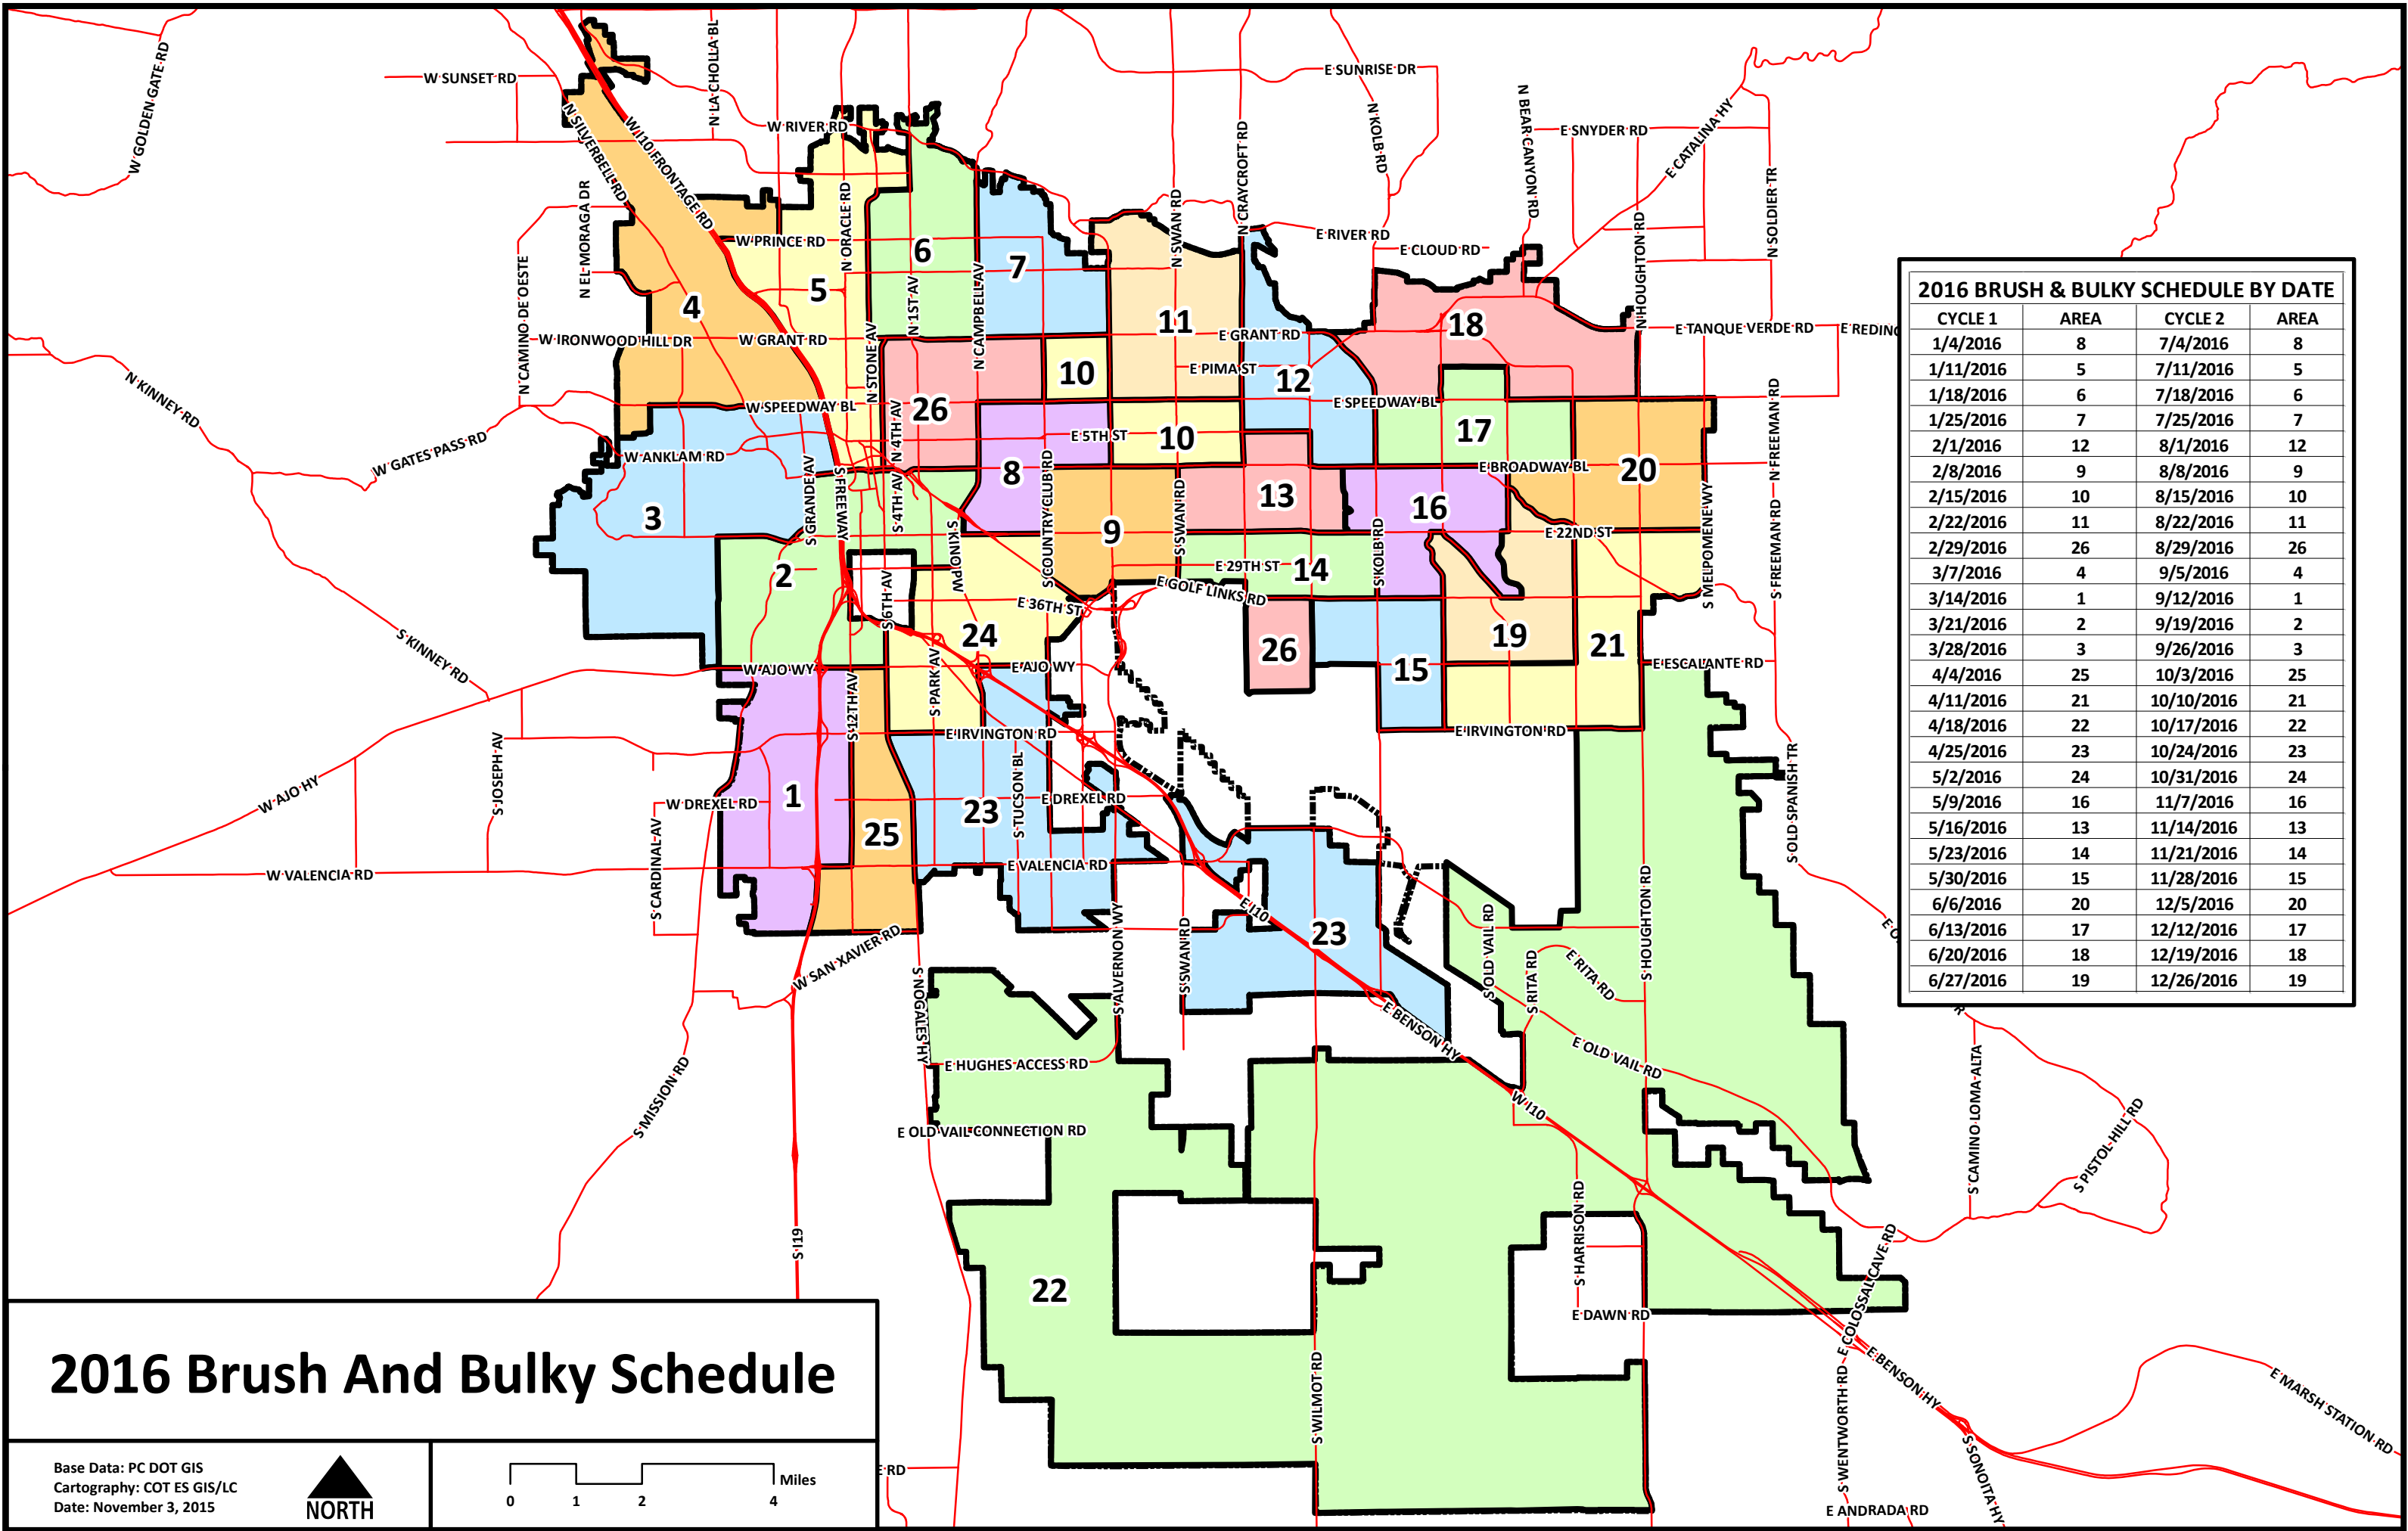 W SUNSET RD
W GOLDEN GATE RD
N LA CHOLLA BL
W RIVER RD
N SILVERBELL RD
W I10 FRONTAGE RD
E SUNRISE DR
N KOLB RD
N BEAR CANYON RD
E SNYDER RD
E CATALINA HY
N SOLDIER TR
N CRAYCROFT RD
N SWAN RD
N EL MORAGA DR
N CAMINO DE OESTE
W PRINCE RD
N ORACLE RD
6
7
5
4
N 1ST AV
N CAMPBELL AV
E RIVER RD
E CLOUD RD
N HOUGHTON RD
11
18
E GRANT RD
E TANQUE VERDE RD
E REDING
W IRONWOOD HILL DR
W GRANT RD
N STONE AV
E PIMA ST
10
12
N KINNEY RD
W SPEEDWAY BL
26
N 4TH AV
E SPEEDWAY BL
17
N FREEMAN RD
W GATES PASS RD
W ANKLAM RD
E 5TH ST
10
8
E BROADWAY BL
20
S GRANDE AV
S FREEWAY
S 4TH AV
S COUNTRY CLUB RD
S SWAN RD
13
16
3
S KINO PW
9
E 22ND ST
S MELPOMENE WY
S FREEMAN RD
2
E 29TH ST
14
S KOLB RD
E GOLF LINKS RD
S 6TH AV
E 36TH ST
24
26
19
21
S KINNEY RD
W AJO WY
S PARK AV
E AJO WY
15
E ESCALANTE RD
S 12TH AV
E IRVINGTON RD
E IRVINGTON RD
S JOSEPH AV
W AJO HY
W DREXEL RD
1
25
23
S TUCSON BL
E DREXEL RD
S OLD SPANISH TR
S CARDINAL AV
W VALENCIA RD
E VALENCIA RD
W SAN XAVIER RD
S NOGALES HY
S ALVERNON WY
S SWAN RD
E I10
23
S OLD VAIL RD
S RITA RD
E RITA RD
S HOUGHTON RD
E BENSON HY
E HUGHES ACCESS RD
E OLD VAIL RD
W I10
S MISSION RD
E OLD VAIL CONNECTION RD
S CAMINO LOMA ALTA
S PISTOL HILL RD
S I19
22
S HARRISON RD
E DAWN RD
E COLOSSAL CAVE RD
S WILMOT RD
E BENSON HY
S WENTWORTH RD
E MARSH STATION RD
S SONOITA HY
E RD
E ANDRADA RD
2016 BRUSH & BULKY SCHEDULE BY DATE
CYCLE 1 AREA CYCLE 2 AREA
1/4/2016 8 7/4/2016 8
1/11/2016 5 7/11/2016 5
1/18/2016 6 7/18/2016 6
1/25/2016 7 7/25/2016 7
2/1/2016 12 8/1/2016 12
2/8/2016 9 8/8/2016 9
2/15/2016 10 8/15/2016 10
2/22/2016 11 8/22/2016 11
2/29/2016 26 8/29/2016 26
3/7/2016 4 9/5/2016 4
3/14/2016 1 9/12/2016 1
3/21/2016 2 9/19/2016 2
3/28/2016 3 9/26/2016 3
4/4/2016 25 10/3/2016 25
4/11/2016 21 10/10/2016 21
4/18/2016 22 10/17/2016 22
4/25/2016 23 10/24/2016 23
5/2/2016 24 10/31/2016 24
5/9/2016 16 11/7/2016 16
5/16/2016 13 11/14/2016 13
5/23/2016 14 11/21/2016 14
5/30/2016 15 11/28/2016 15
6/6/2016 20 12/5/2016 20
6/13/2016 17 12/12/2016 17
6/20/2016 18 12/19/2016 18
6/27/2016 19 12/26/2016 19
2016 Brush And Bulky Schedule
Base Data: PC DOT GIS
Cartography: COT ES GIS/LC
Date: November 3, 2015
NORTH
Miles
0 1 2 4